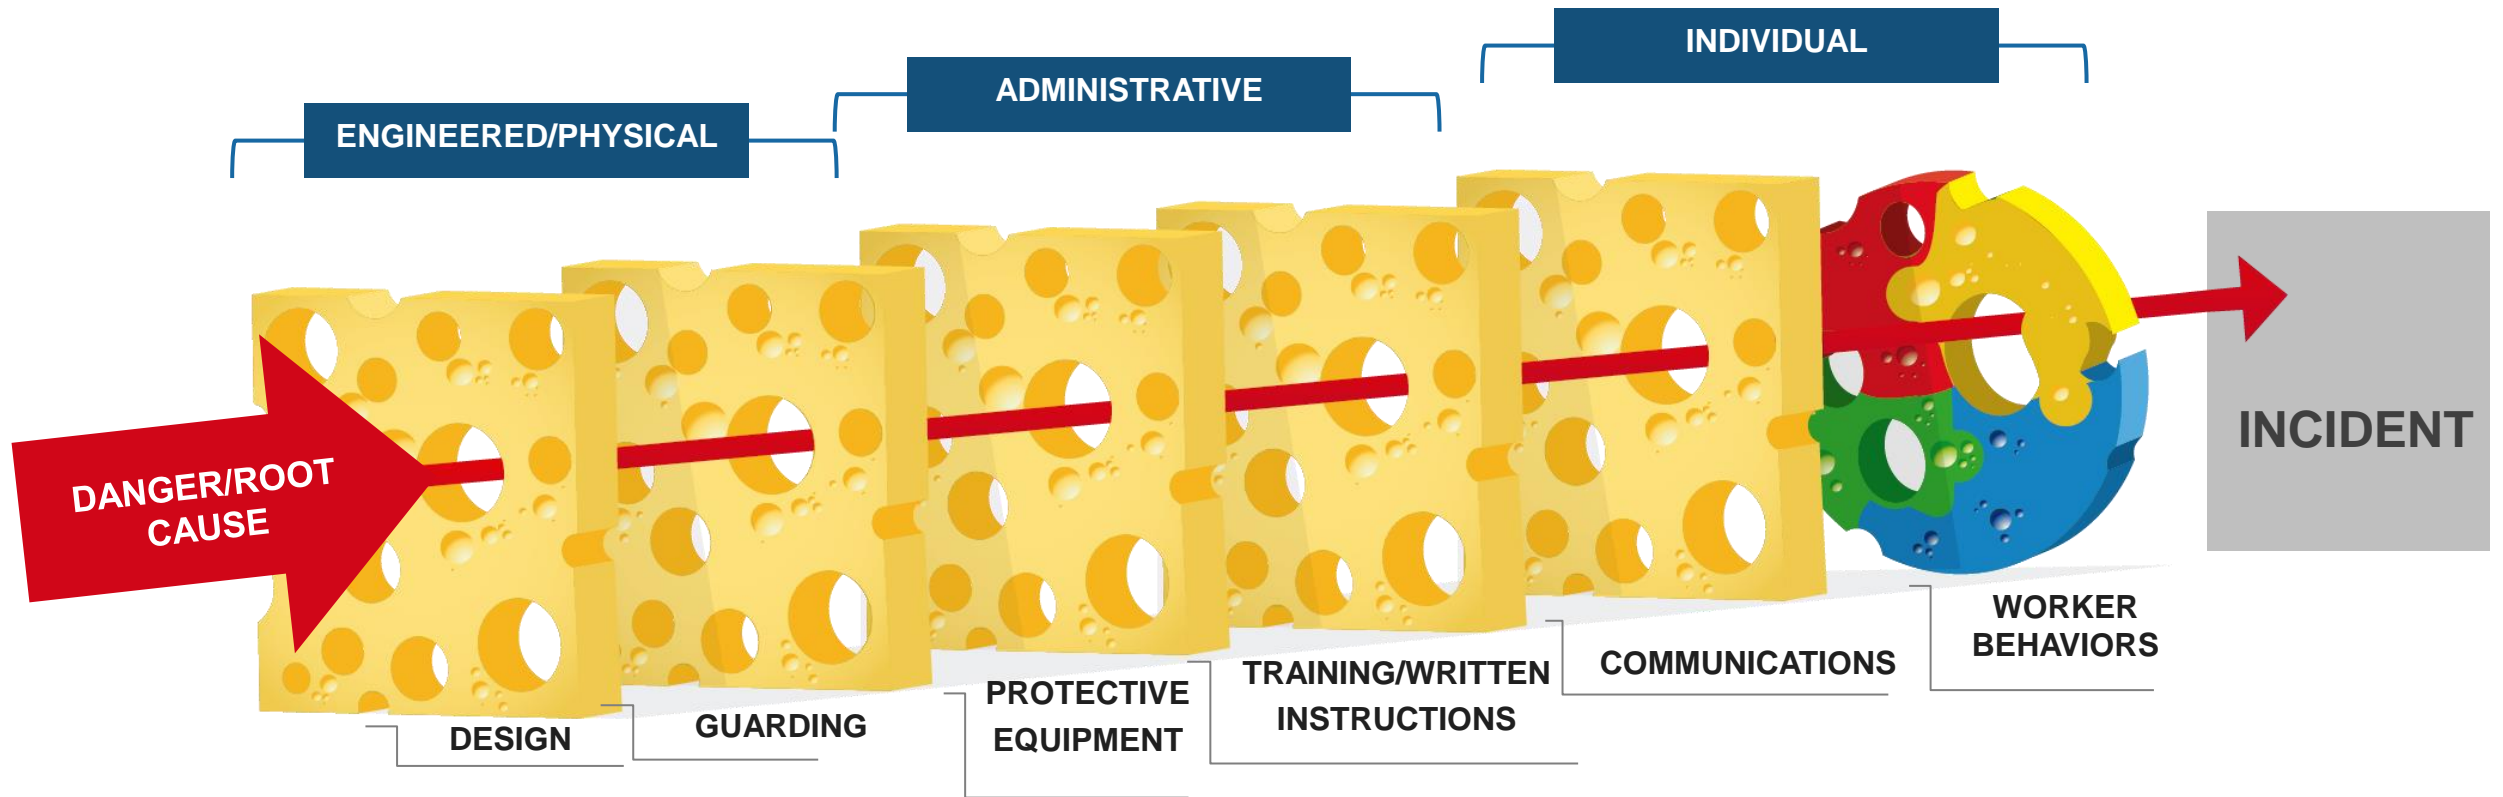 INDIVIDUAL
ADMINISTRATIVE
ENGINEERED/PHYSICAL
DANGER/ROOT
CAUSE
INCIDENT
DESIGN
GUARDING
PROTECTIVE
EQUIPMENT
TRAINING/WRITTEN
INSTRUCTIONS
COMMUNICATIONS
WORKER
BEHAVIORS